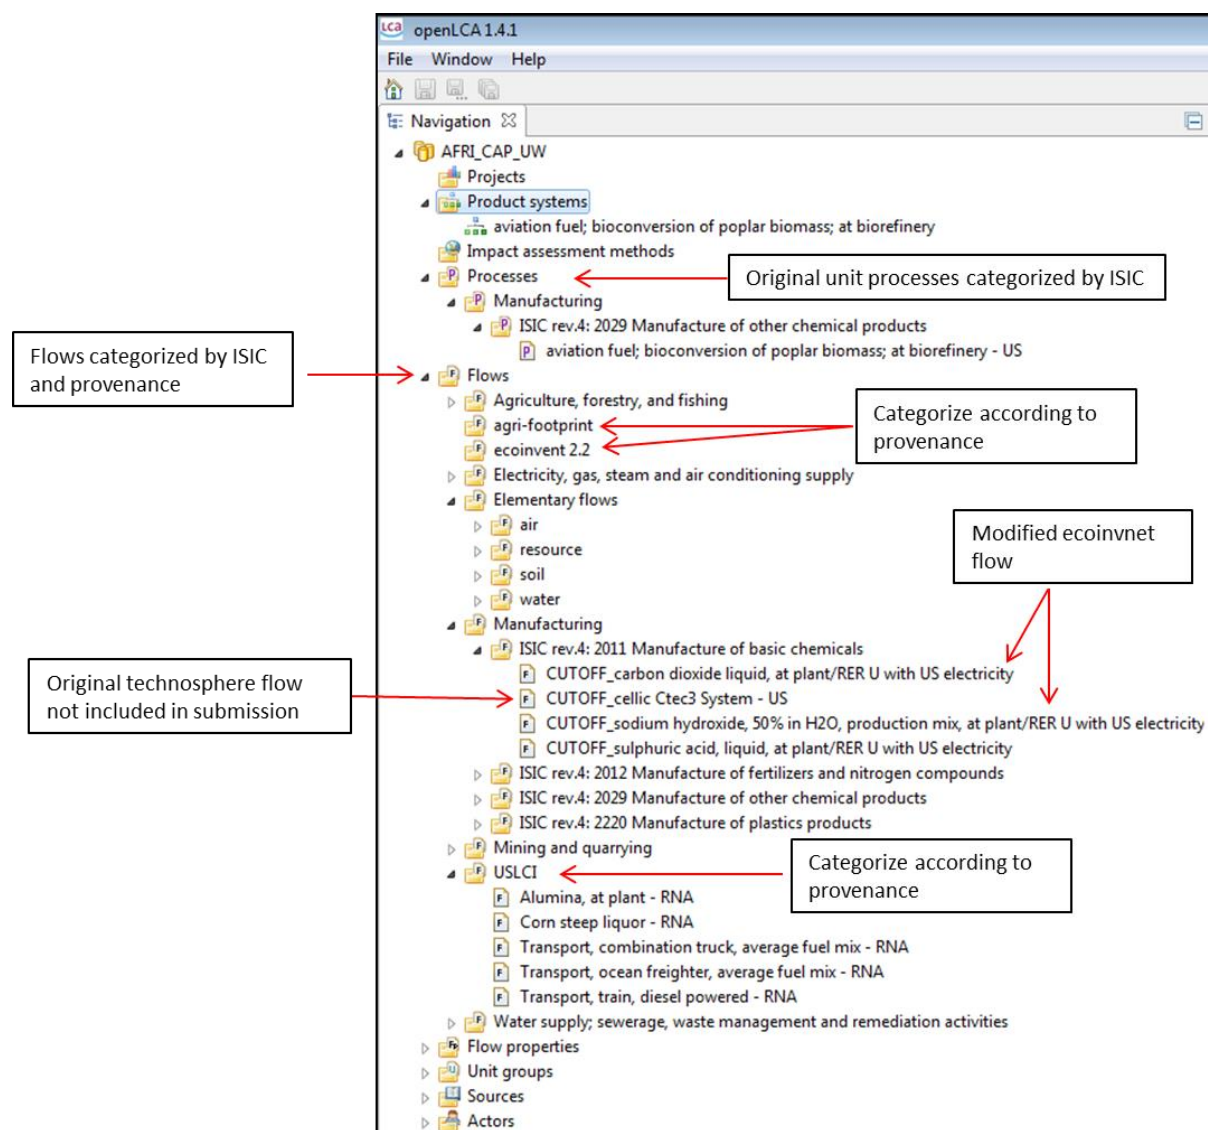 LCA openLCA 1.4.1
File Window Help
Navigation
AFRI_CAP_UW
Projects
Product systems
aviation fuel; bioconversion of poplar biomass; at biorefinery
Impact assessment methods
Processes
Original unit processes categorized by ISIC
Manufacturing
ISIC rev.4: 2029 Manufacture of other chemical products
aviation fuel; bioconversion of poplar biomass; at biorefinery - US
Flows categorized by ISIC
and provenance
Flows
Agriculture, forestry, and fishing
agri-footprint
ecoinvent 2.2
Categorize according to
provenance
Electricity, gas, steam and air conditioning supply
Elementary flows
air
resource
soil
water
Modified ecoinvnet
flow
Manufacturing
ISIC rev.4: 2011 Manufacture of basic chemicals
CUTOFF_carbon dioxide liquid, at plant/RER U with US electricity
Original technosphere flow
not included in submission
CUTOFF_cellic Ctec3 System - US
CUTOFF_sodium hydroxide, 50% in H2O, production mix, at plant/RER U with US electricity
CUTOFF_sulphuric acid, liquid, at plant/RER U with US electricity
ISIC rev.4: 2012 Manufacture of fertilizers and nitrogen compounds
ISIC rev.4: 2029 Manufacture of other chemical products
ISIC rev.4: 2220 Manufacture of plastics products
Mining and quarrying
USLCI
Categorize according to
provenance
Alumina, at plant - RNA
Corn steep liquor - RNA
Transport, combination truck, average fuel mix - RNA
Transport, ocean freighter, average fuel mix - RNA
Transport, train, diesel powered - RNA
Water supply; sewerage, waste management and remediation activities
Flow properties
Unit groups
Sources
Actors